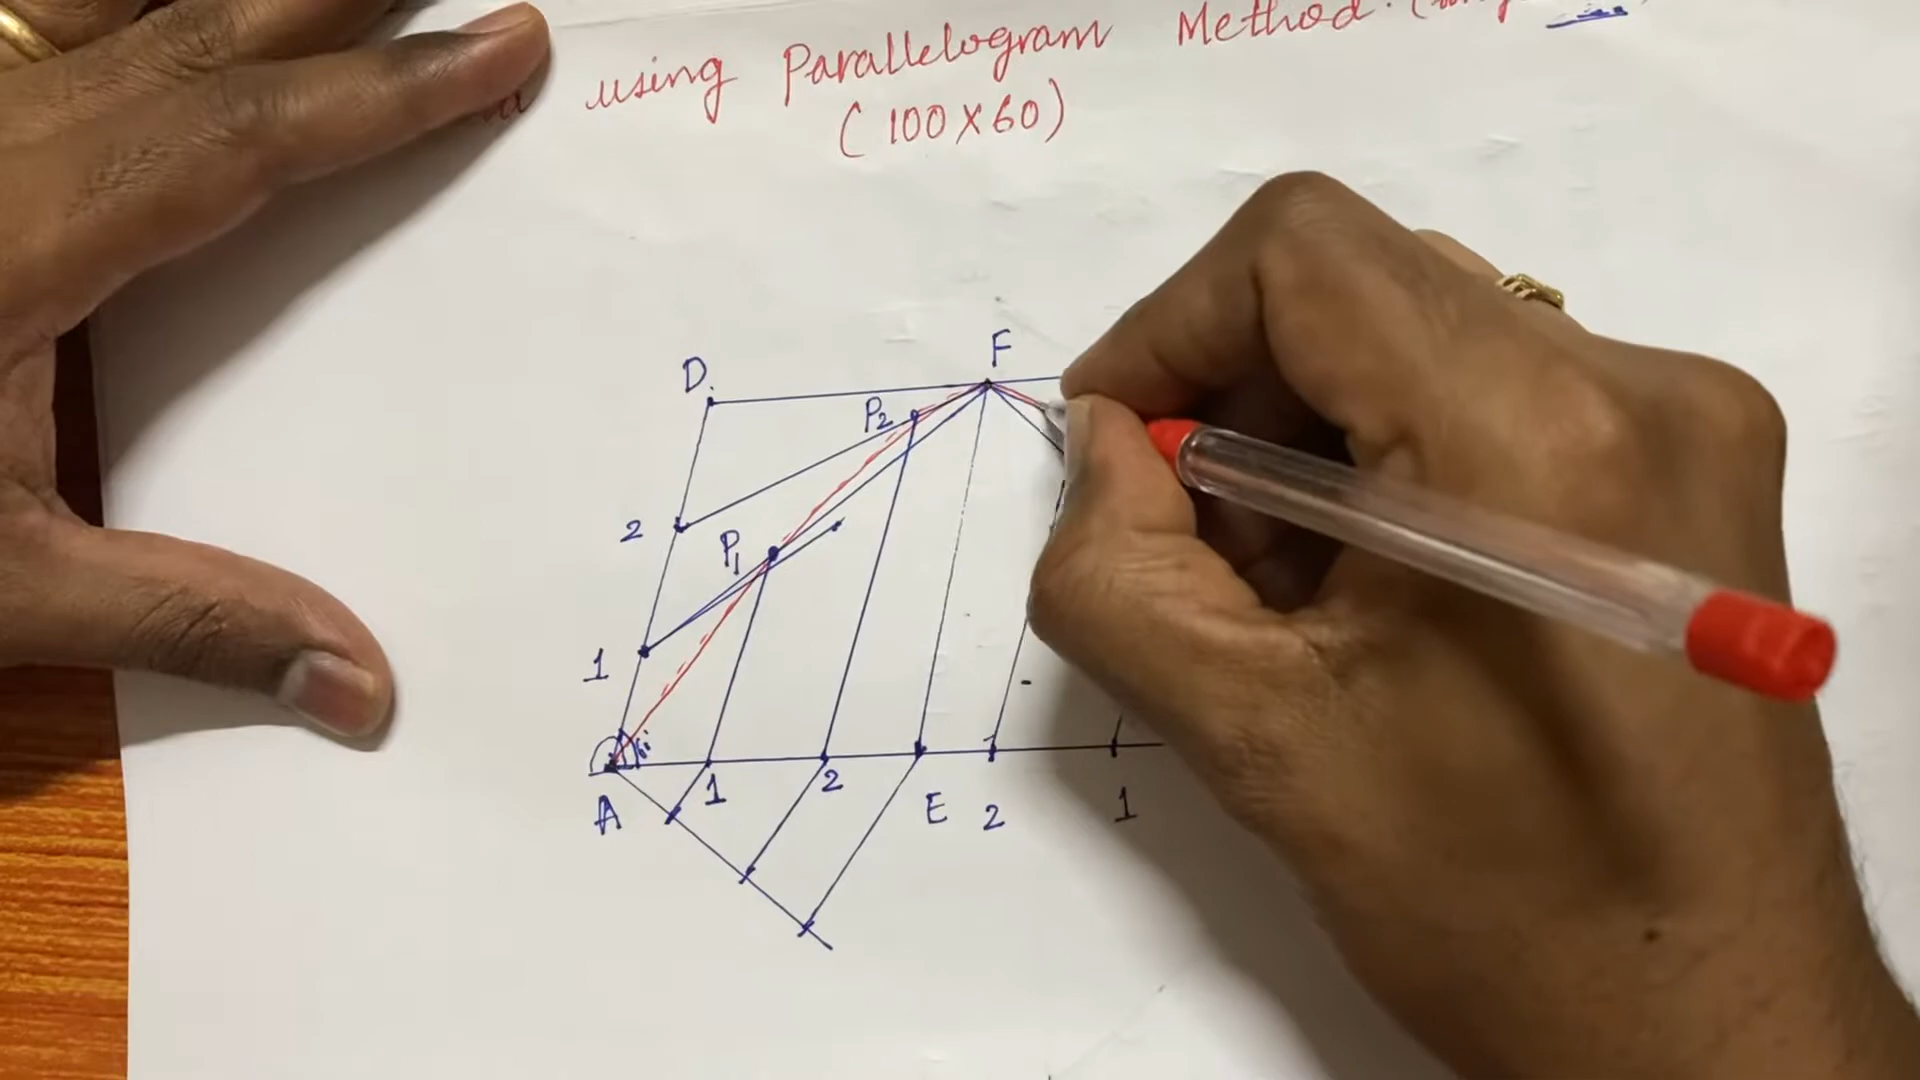 using Parallelogram Method.
(100×60)
F
D.
P2
2
P1
1
A
1
2
E
2
1